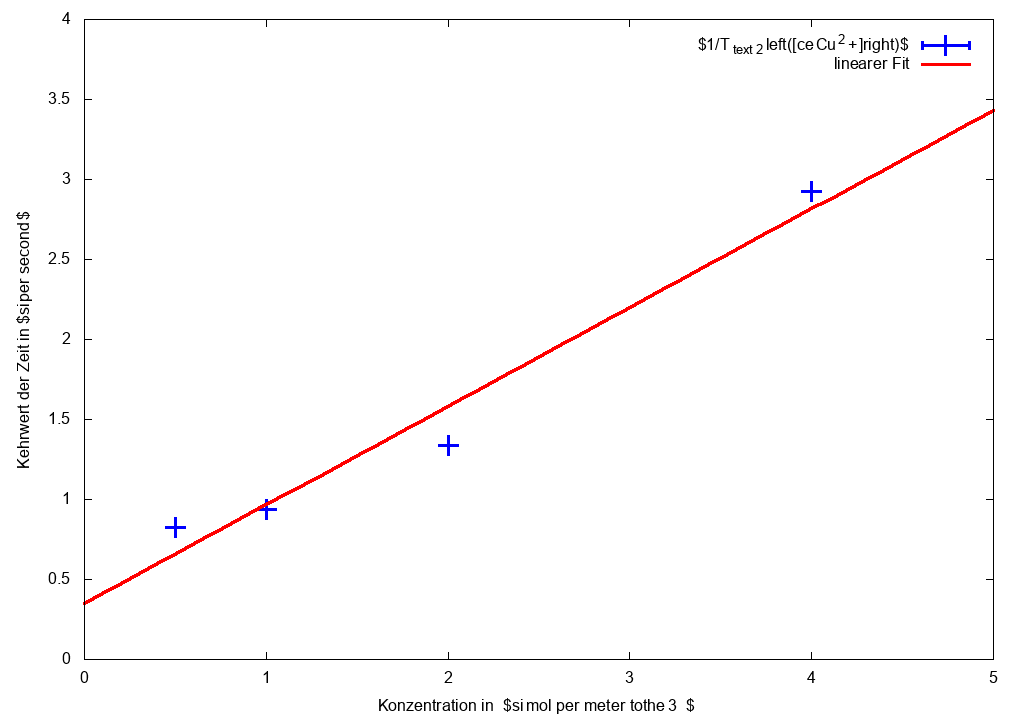 4
$1/T text 2 left([ce Cu 2 +]right)$
linearer Fit
3.5
3
2.5
2
1.5
1
0.5
0
0 1 2 3 4 5
Kehrwert der Zeit in $si per second$
Konzentration in $si mol per meter tothe 3 $